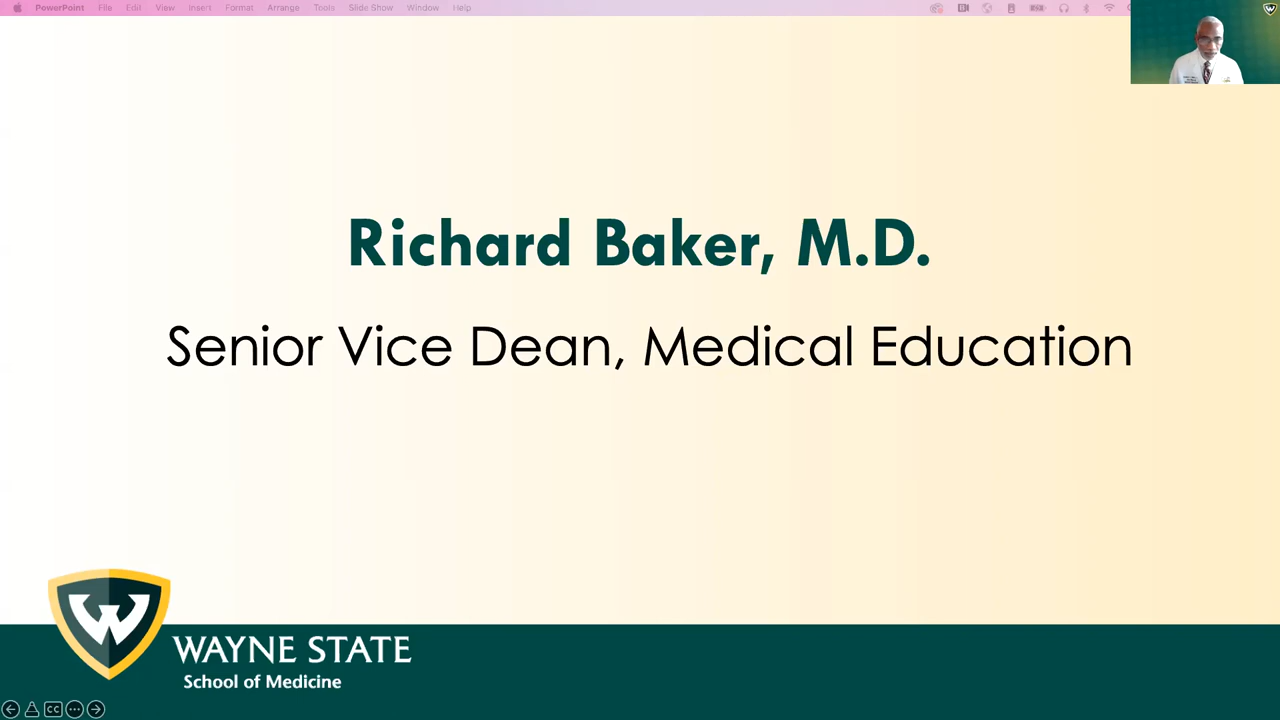 PowerPoint File Edit View Insert Format Arrange Tools Slide Show Window Help
Richard Baker, M.D.
Senior Vice Dean, Medical Education
W
WAYNE STATE
School of Medicine
CC